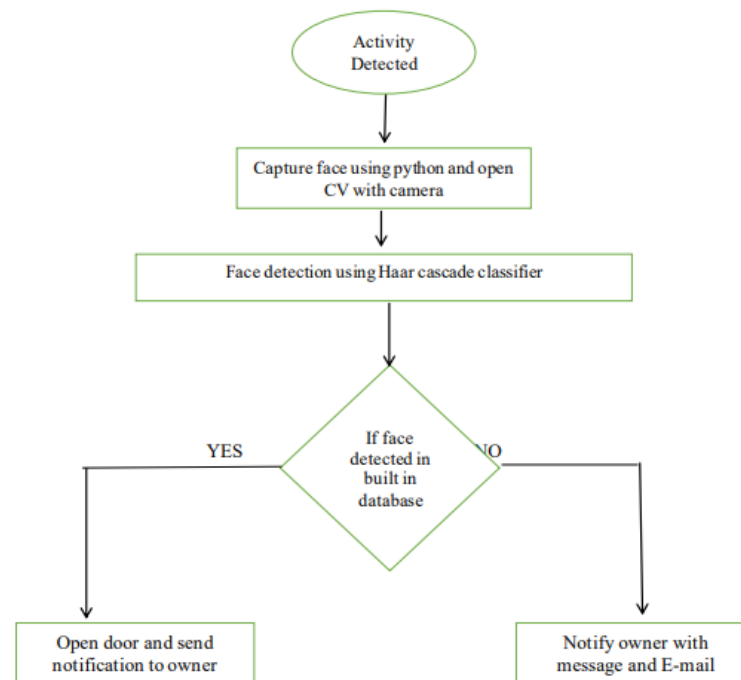 Activity
Detected
Capture face using python and open
CV with camera
Face detection using Haar cascade classifier
If face
detected in
built in
database
YES
NO
Open door and send
notification to owner
Notify owner with
message and E-mail